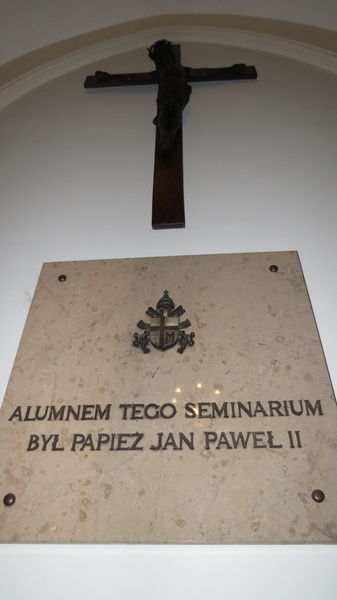 ALUMNEM TEGO SEMINARIUM
BYŁ PAPIEŻ JAN PAWEŁ II